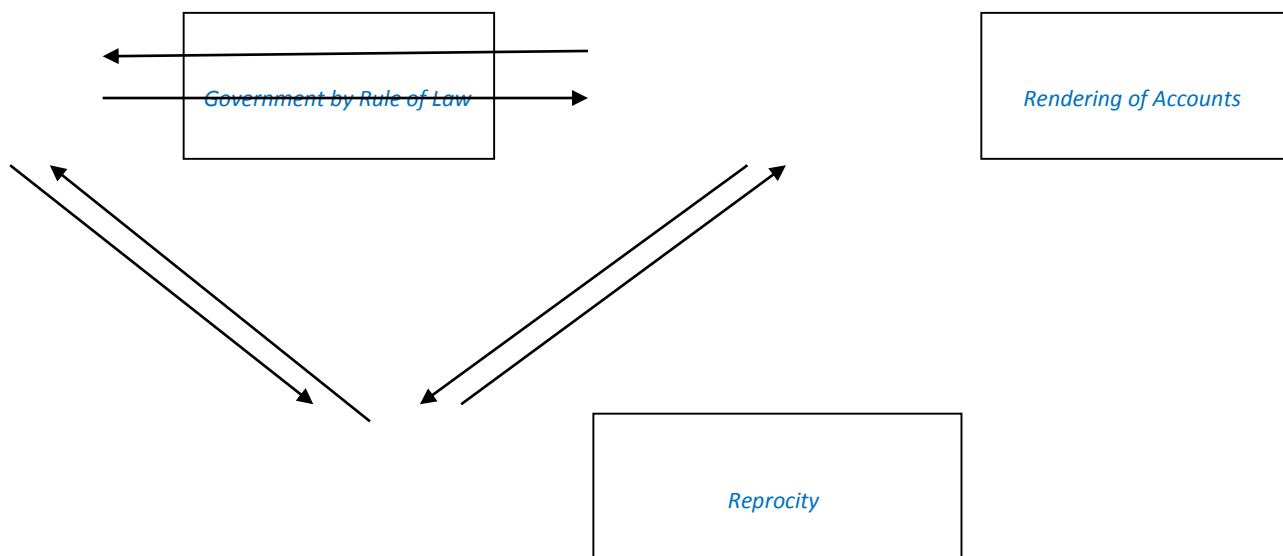 Government by Rule of Law
Rendering of Accounts
Reprocity